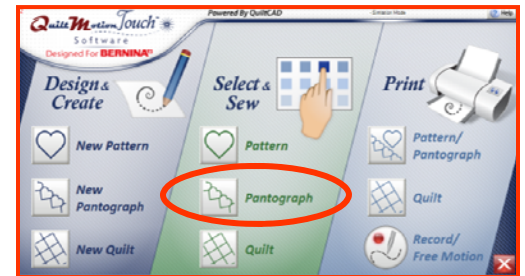 Quilt Motion Touch®
Powered By QuiltCAD
Help
Software
Designed For BERNINA®
Design &
Create
New Pattern
New
Pantograph
New Quilt
Select &
Sew
Pattern
Pantograph
Quilt
Print
Pattern/
Pantograph
Quilt
Record/
Free Motion